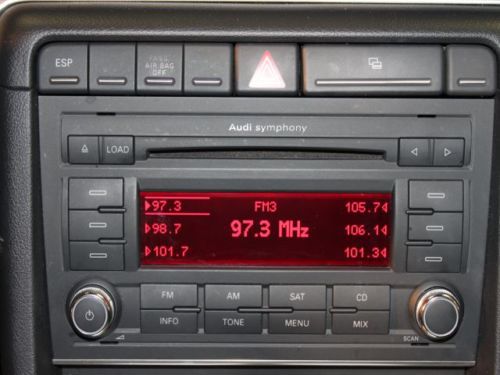 ESP
PASS
AIR BAG
OFF
Audi symphony
LOAD
97.3 FM3 105.7
98.7 97.3 MHz 106.1
101.7 101.3
FM AM SAT CD
INFO TONE MENU MIX
SCAN